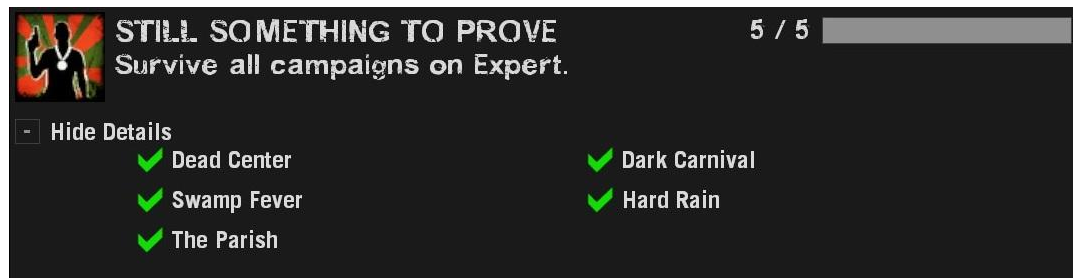 STILL SOMETHING TO PROVE
5 / 5
Survive all campaigns on Expert.
- Hide Details
Dead Center
Dark Carnival
Swamp Fever
Hard Rain
The Parish